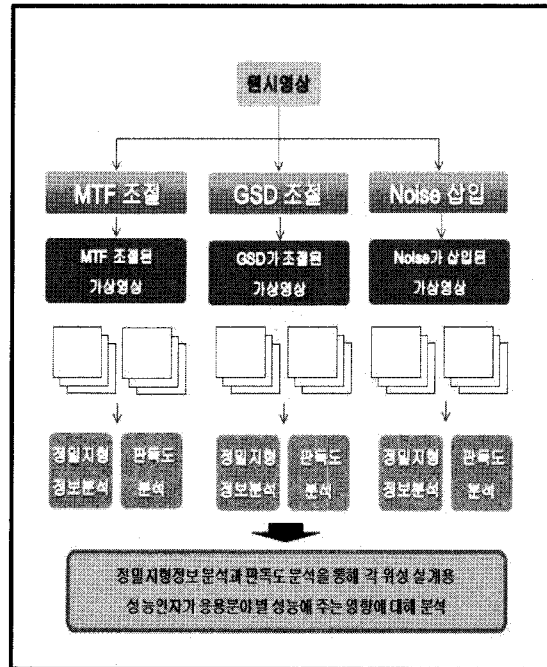 원시영상
MTF 조절
GSD 조절
Noise 삽입
MTF 조절된
가상영상
GSD가 조절된
가상영상
Noise가 삽입된
가상영상
정밀지형
정보분석
판독도
분석
정밀지형
정보분석
판독도
분석
정밀지형
정보분석
판독도
분석
정밀지형정보 분석과 판독도 분석을 통해 각 위성 설계용
성능인자가 응용분야 별 성능에 주는 영향에 대해 분석